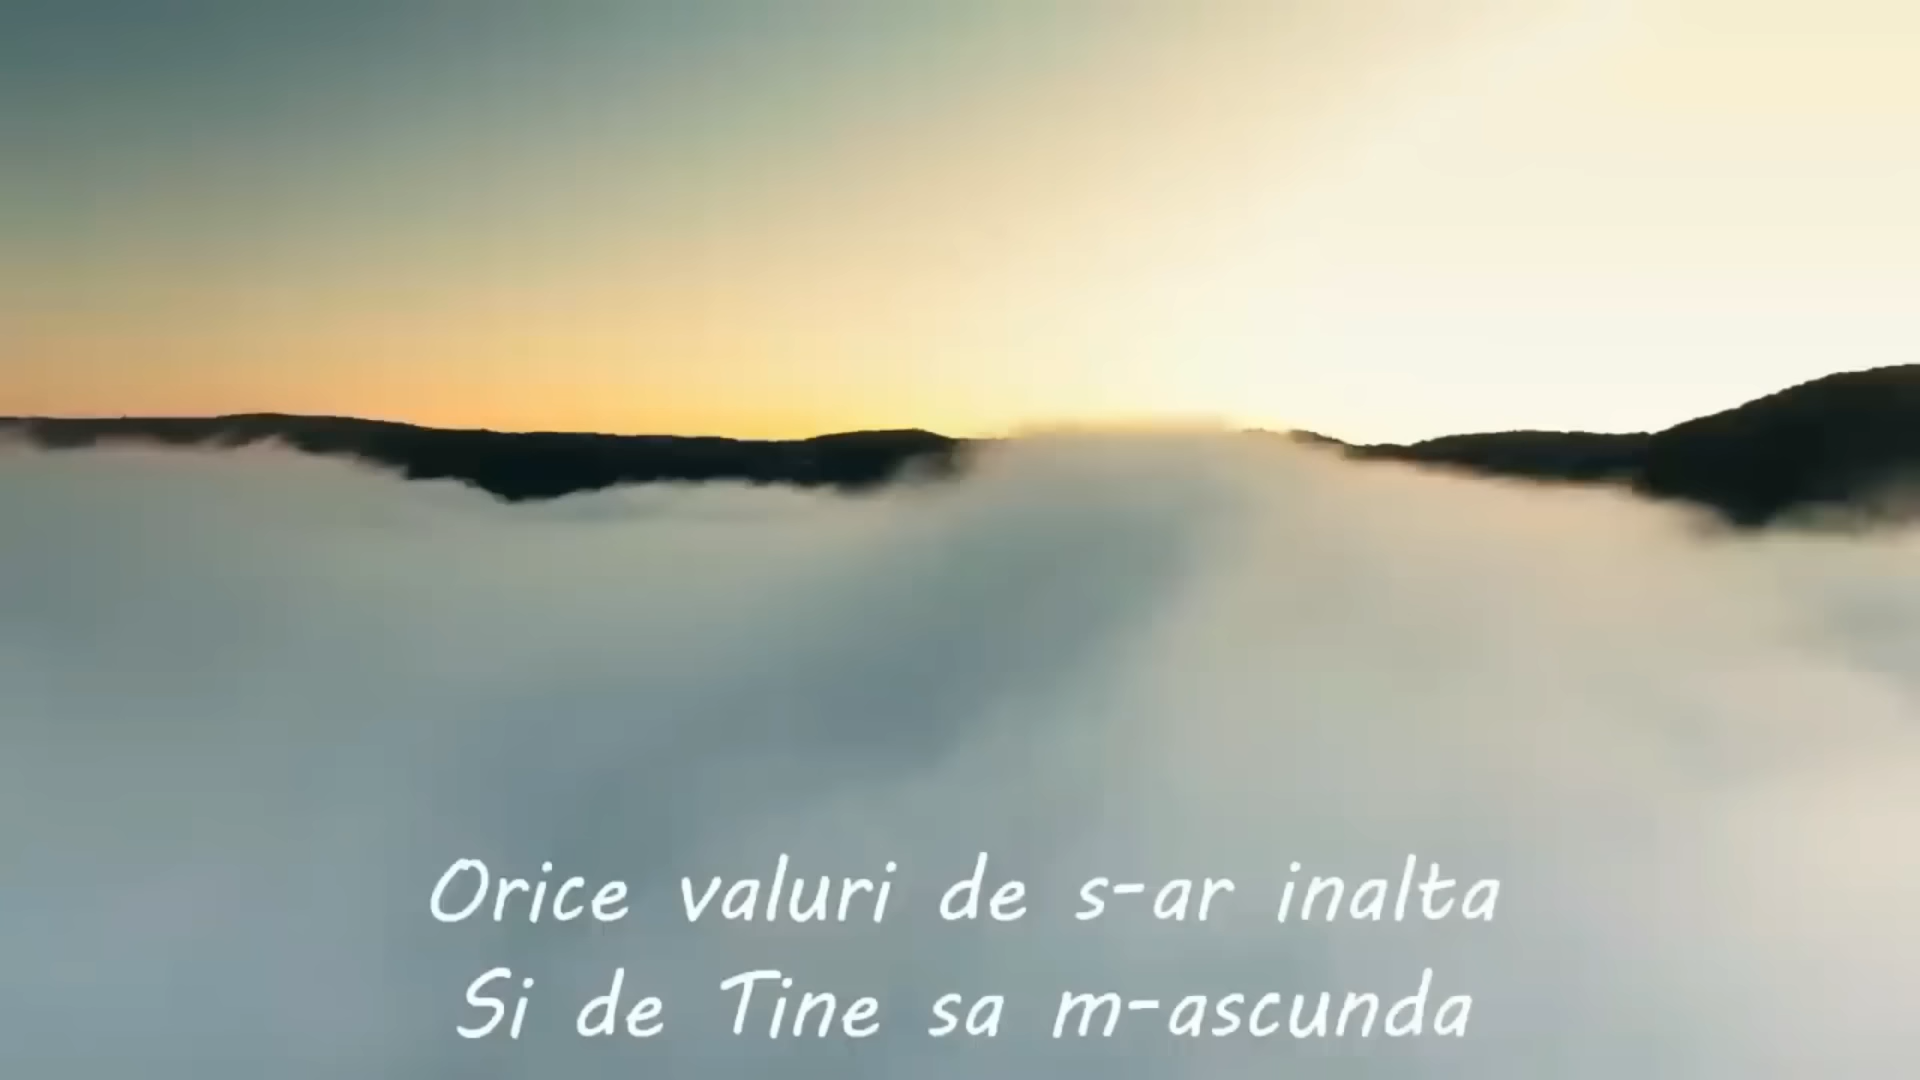 Orice valuri de s-ar inalta
Si de Tine sa m-ascunda